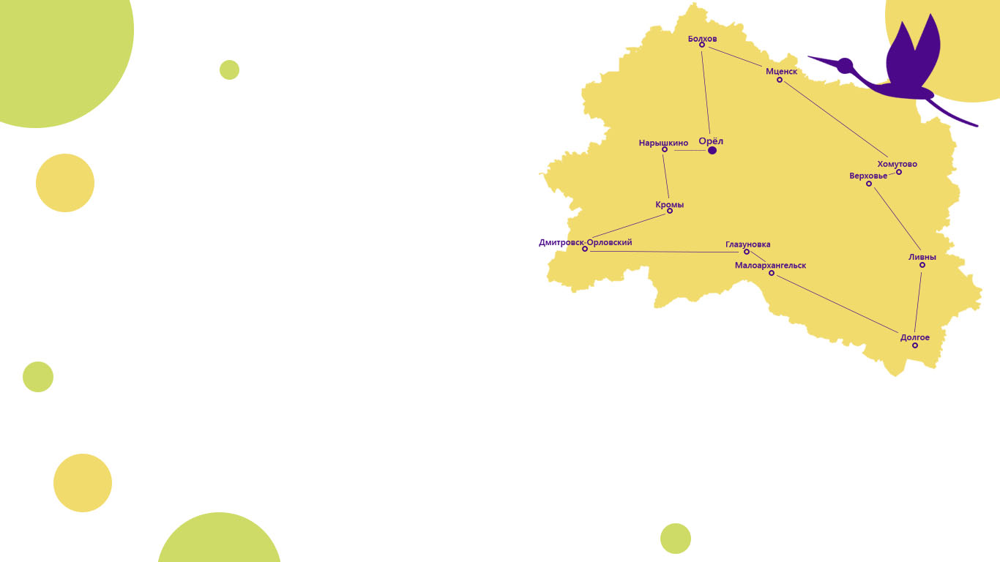 Болхов
Мценск
Нарышкино
Орёл
Хомутово
Верховье
Кромы
Дмитровск-Орловский
Глазуновка
Ливны
Малоархангельск
Долгое